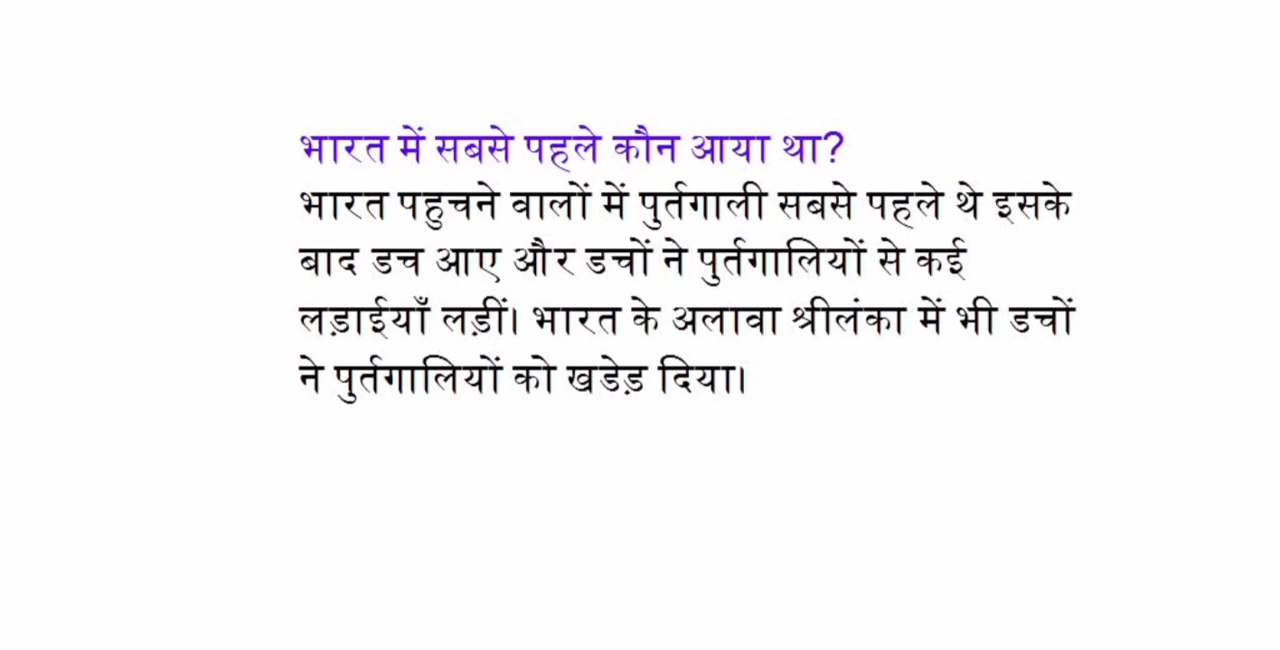 भारत में सबसे पहले कौन आया था?
भारत पहुचने वालों में पुर्तगाली सबसे पहले थे इसके
बाद डच आए और डचों ने पुर्तगालियों से कई
लड़ाईयाँ लड़ीं। भारत के अलावा श्रीलंका में भी डचों
ने पुर्तगालियों को खडेड़ दिया।